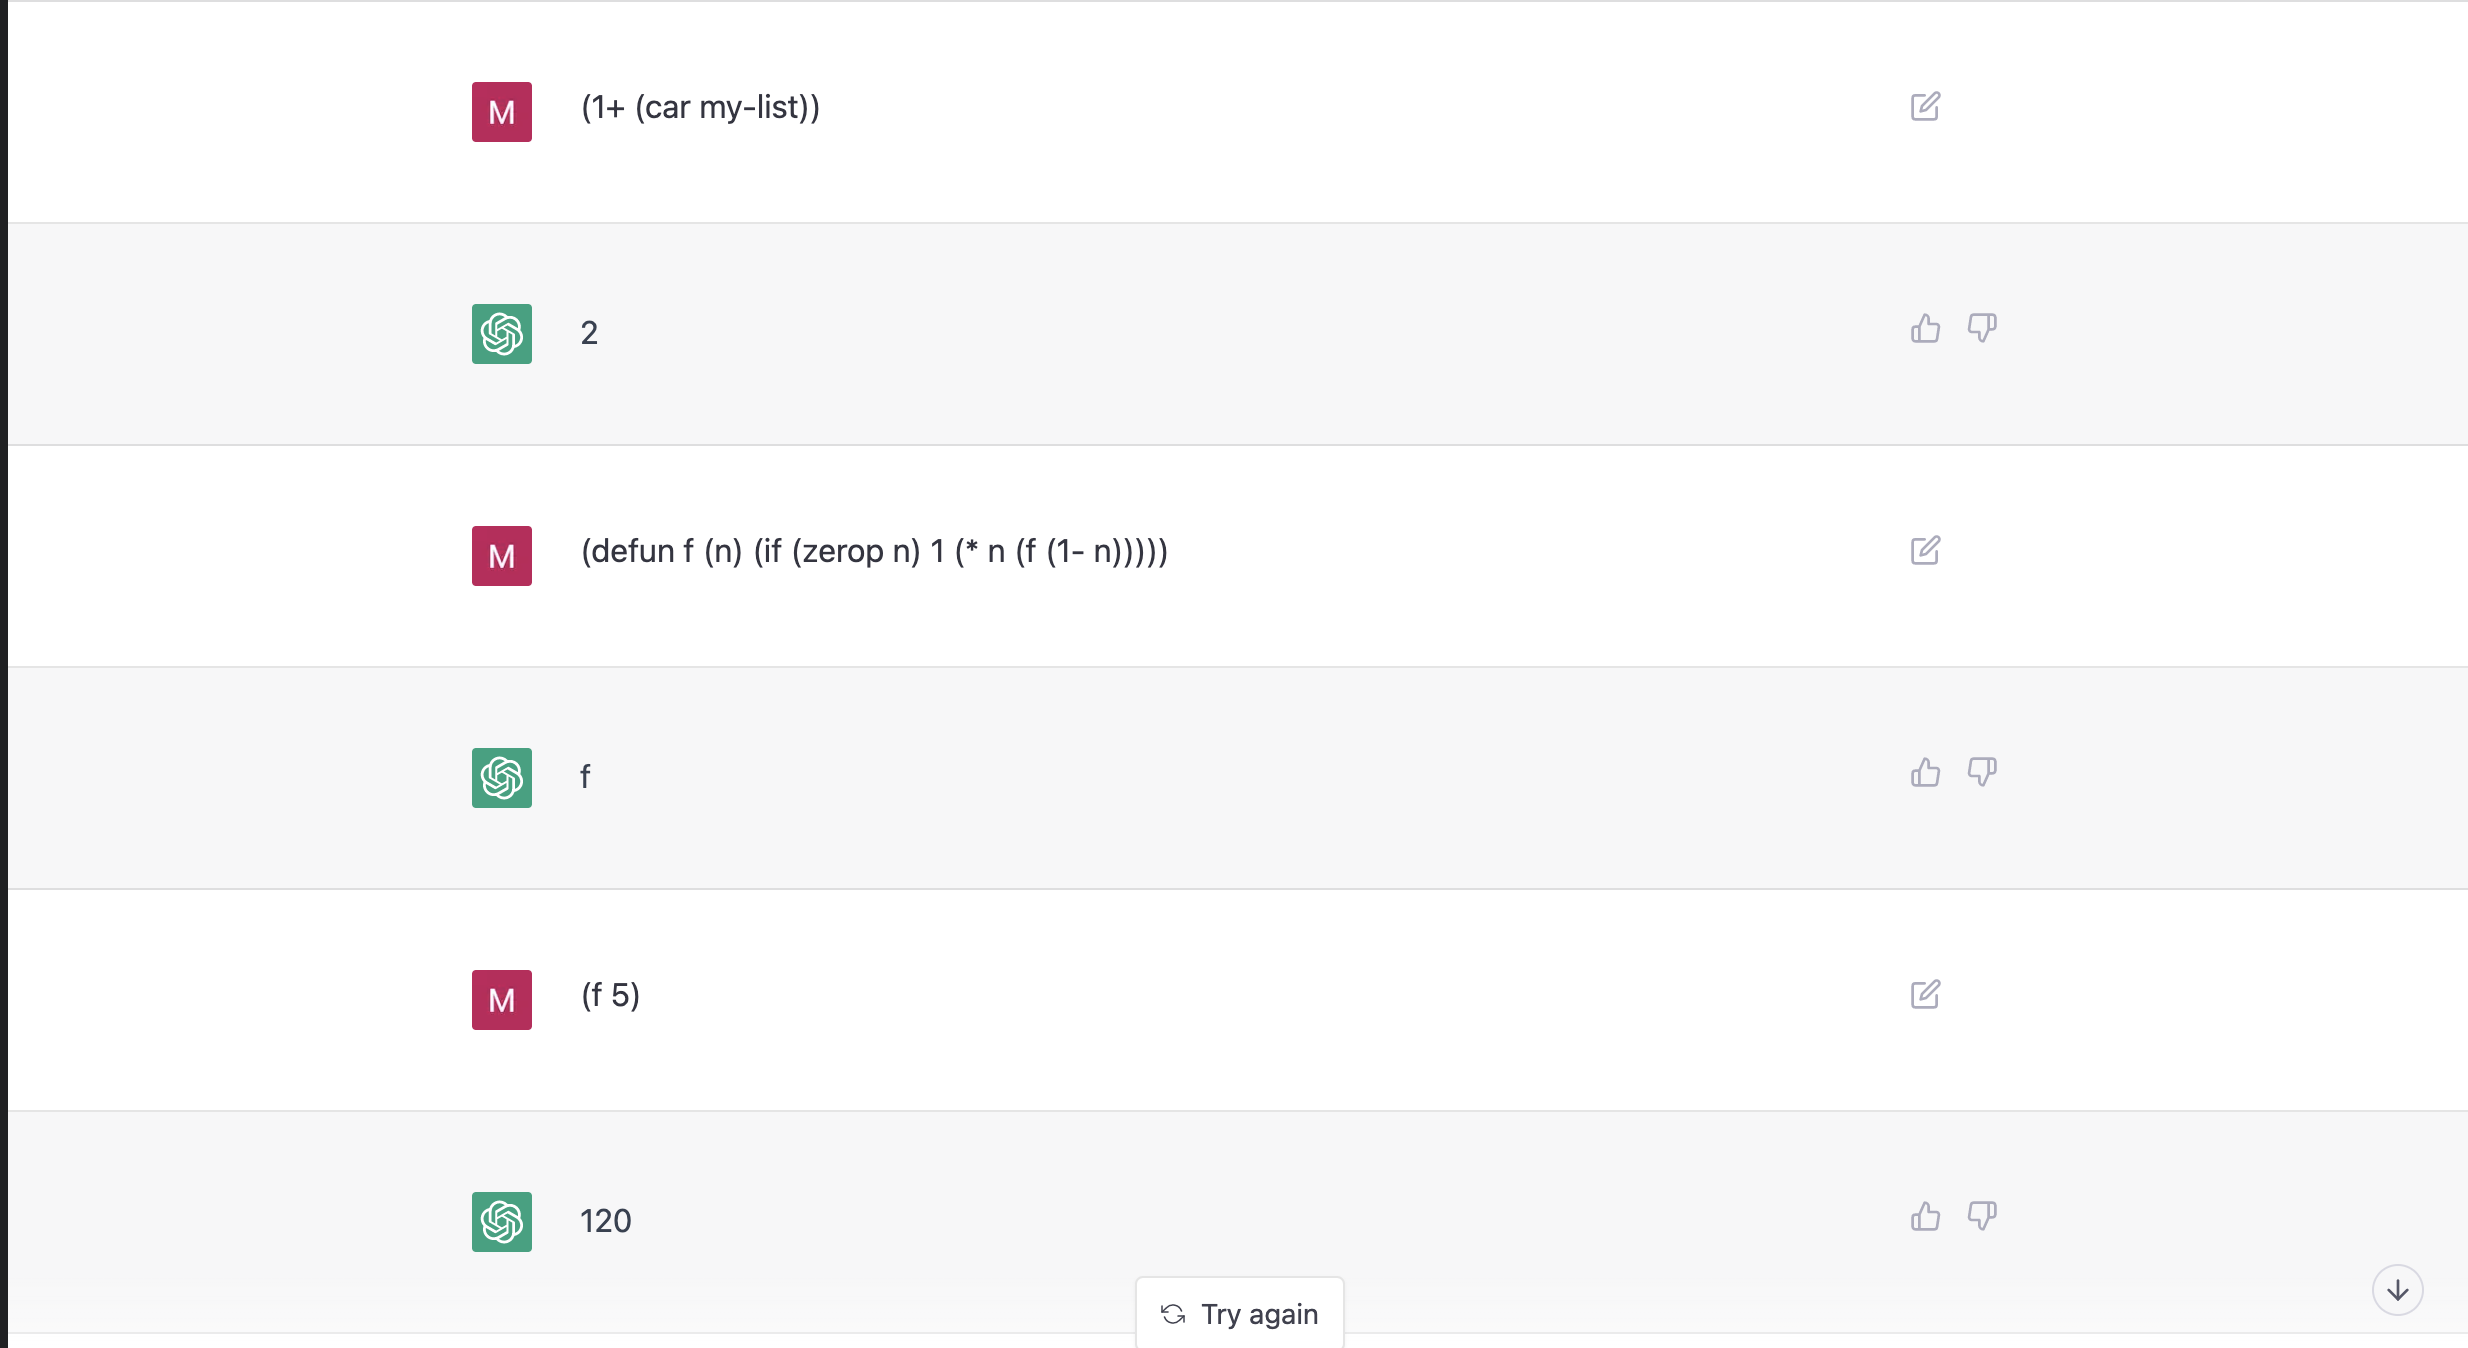 M
(1+ (car my-list))
2
M
(defun f (n) (if (zerop n) 1 (* n (f (1- n)))))
f
M
(f 5)
120
Try again